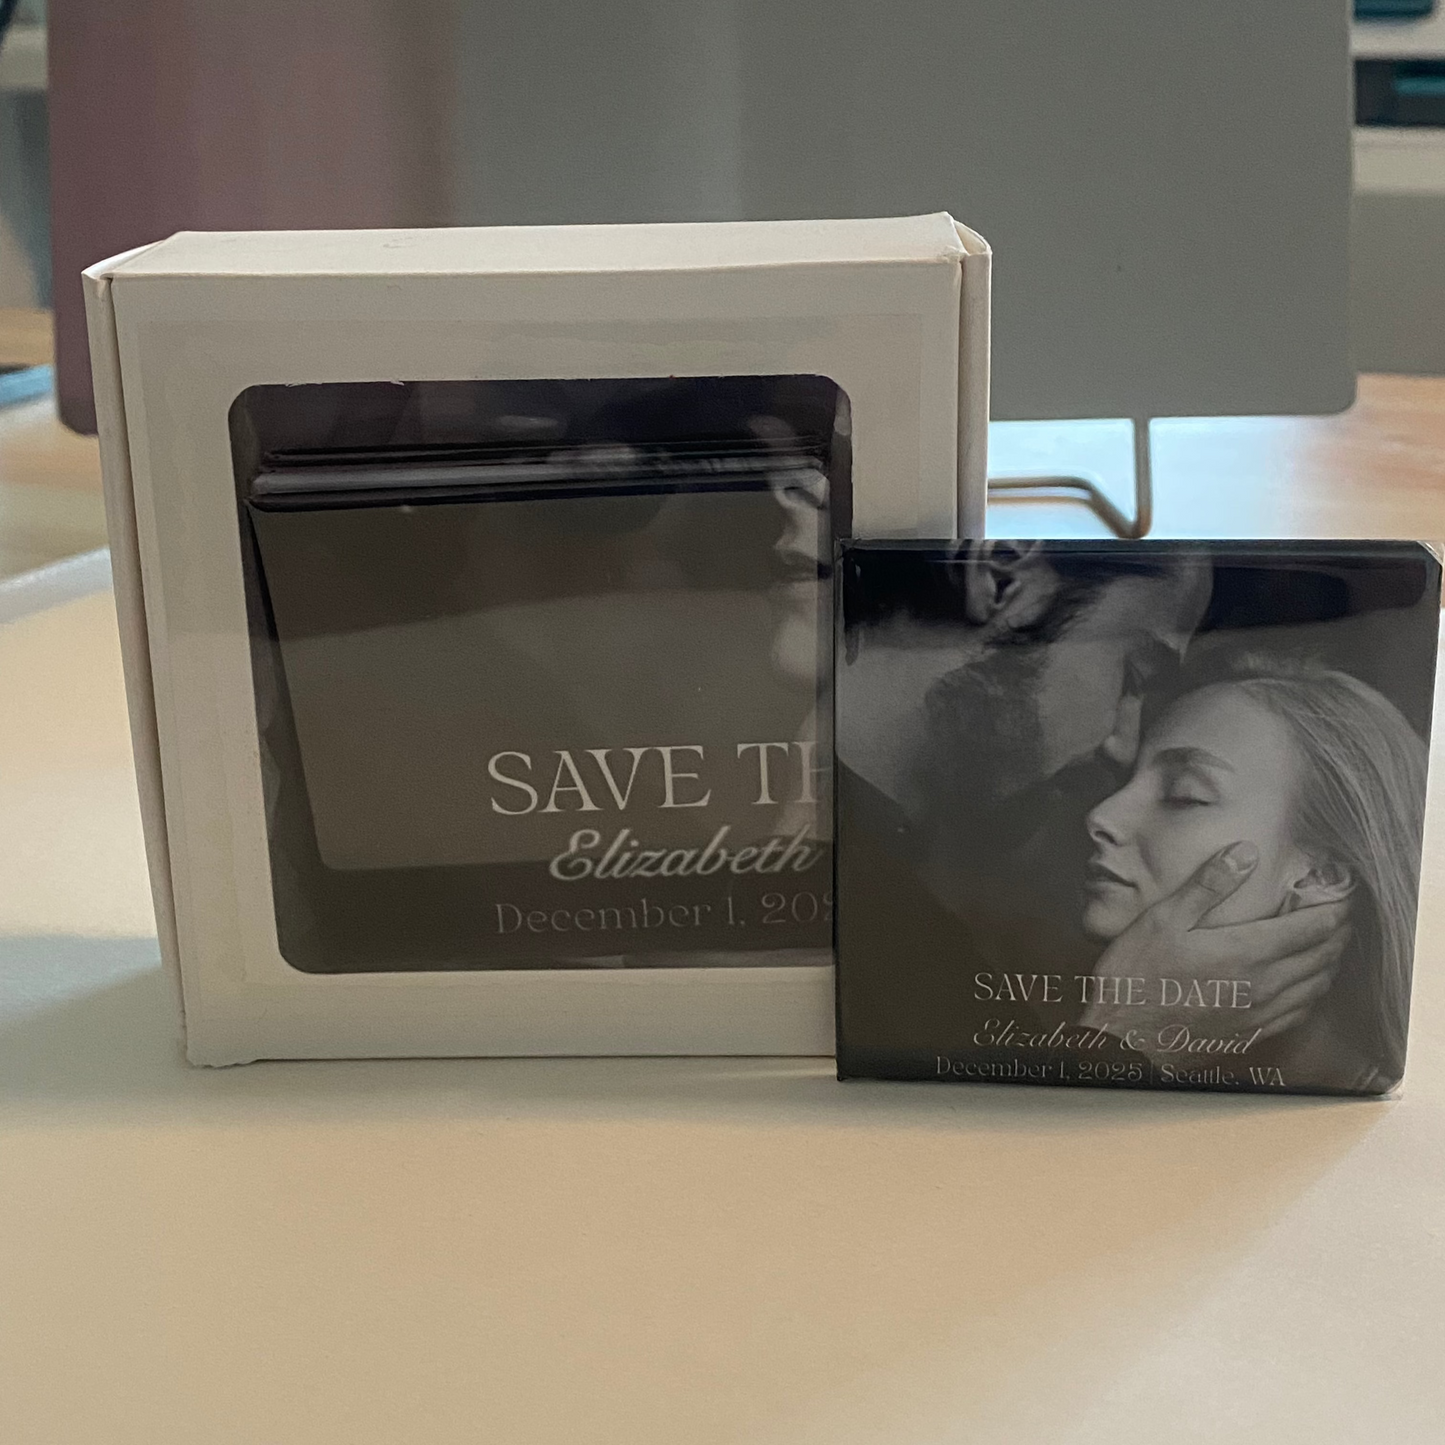 SAVE TH
Elizabeth
December 1, 202
SAVE THE DATE
Elizabeth & David
December 1, 2025 | Seattle, WA